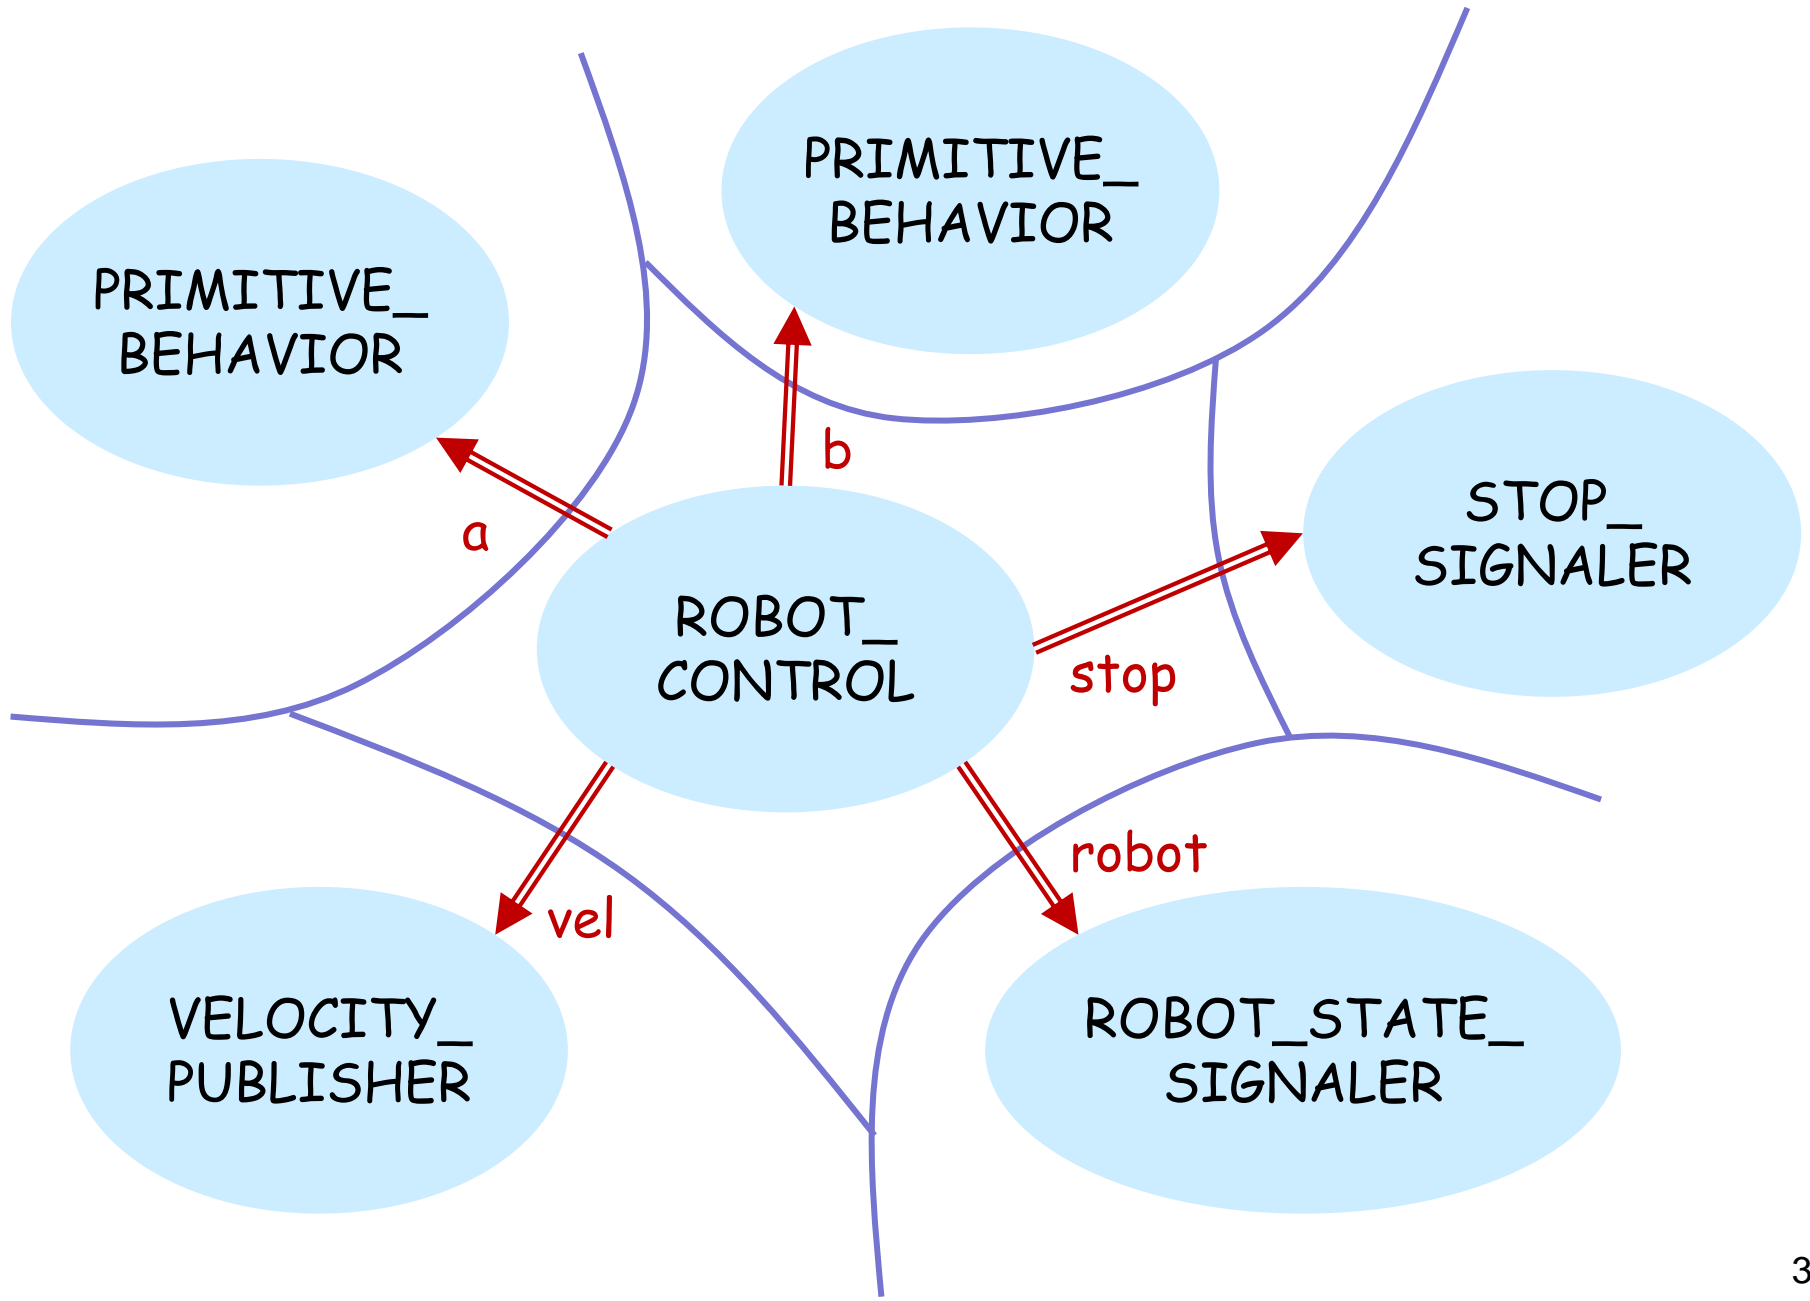 PRIMITIVE_
BEHAVIOR
PRIMITIVE_
BEHAVIOR
b
a
STOP_
SIGNALER
ROBOT_
CONTROL
stop
robot
vel
VELOCITY_
PUBLISHER
ROBOT_STATE_
SIGNALER
3